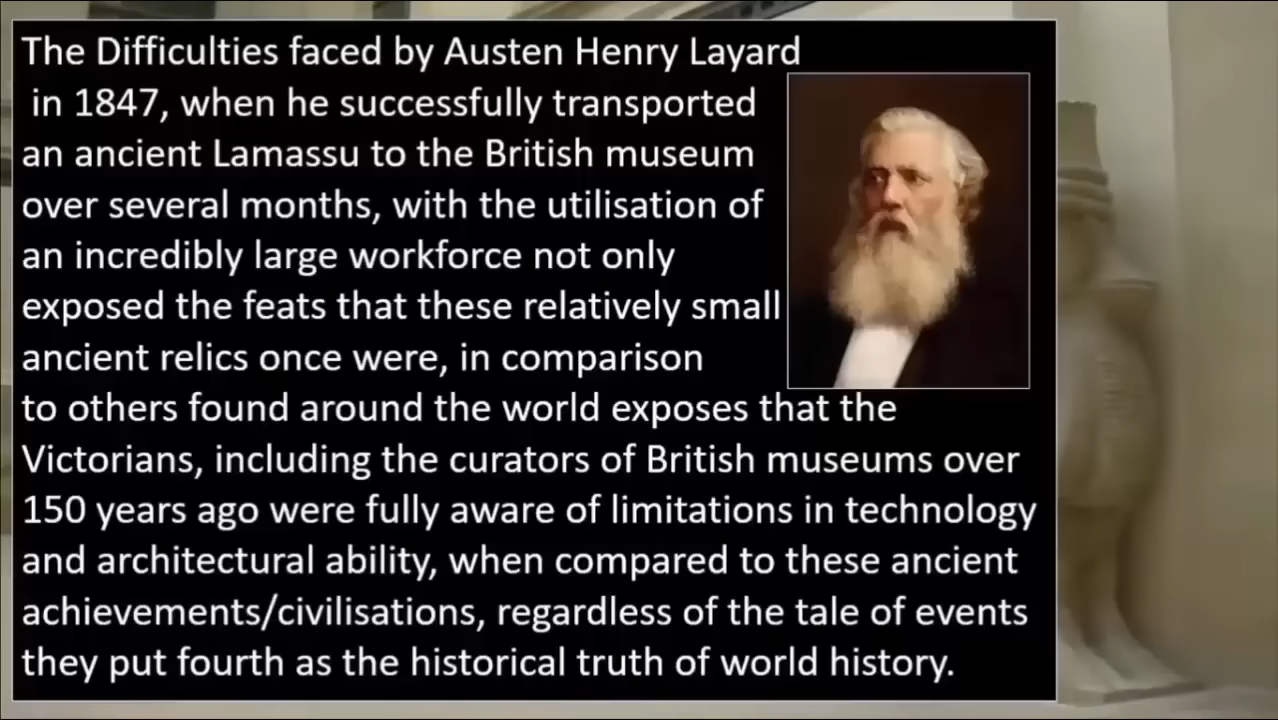 The Difficulties faced by Austen Henry Layard
in 1847, when he successfully transported
an ancient Lamassu to the British museum
over several months, with the utilisation of
an incredibly large workforce not only
exposed the feats that these relatively small
ancient relics once were, in comparison
to others found around the world exposes that the
Victorians, including the curators of British museums over
150 years ago were fully aware of limitations in technology
and architectural ability, when compared to these ancient
achievements/civilisations, regardless of the tale of events
they put fourth as the historical truth of world history.